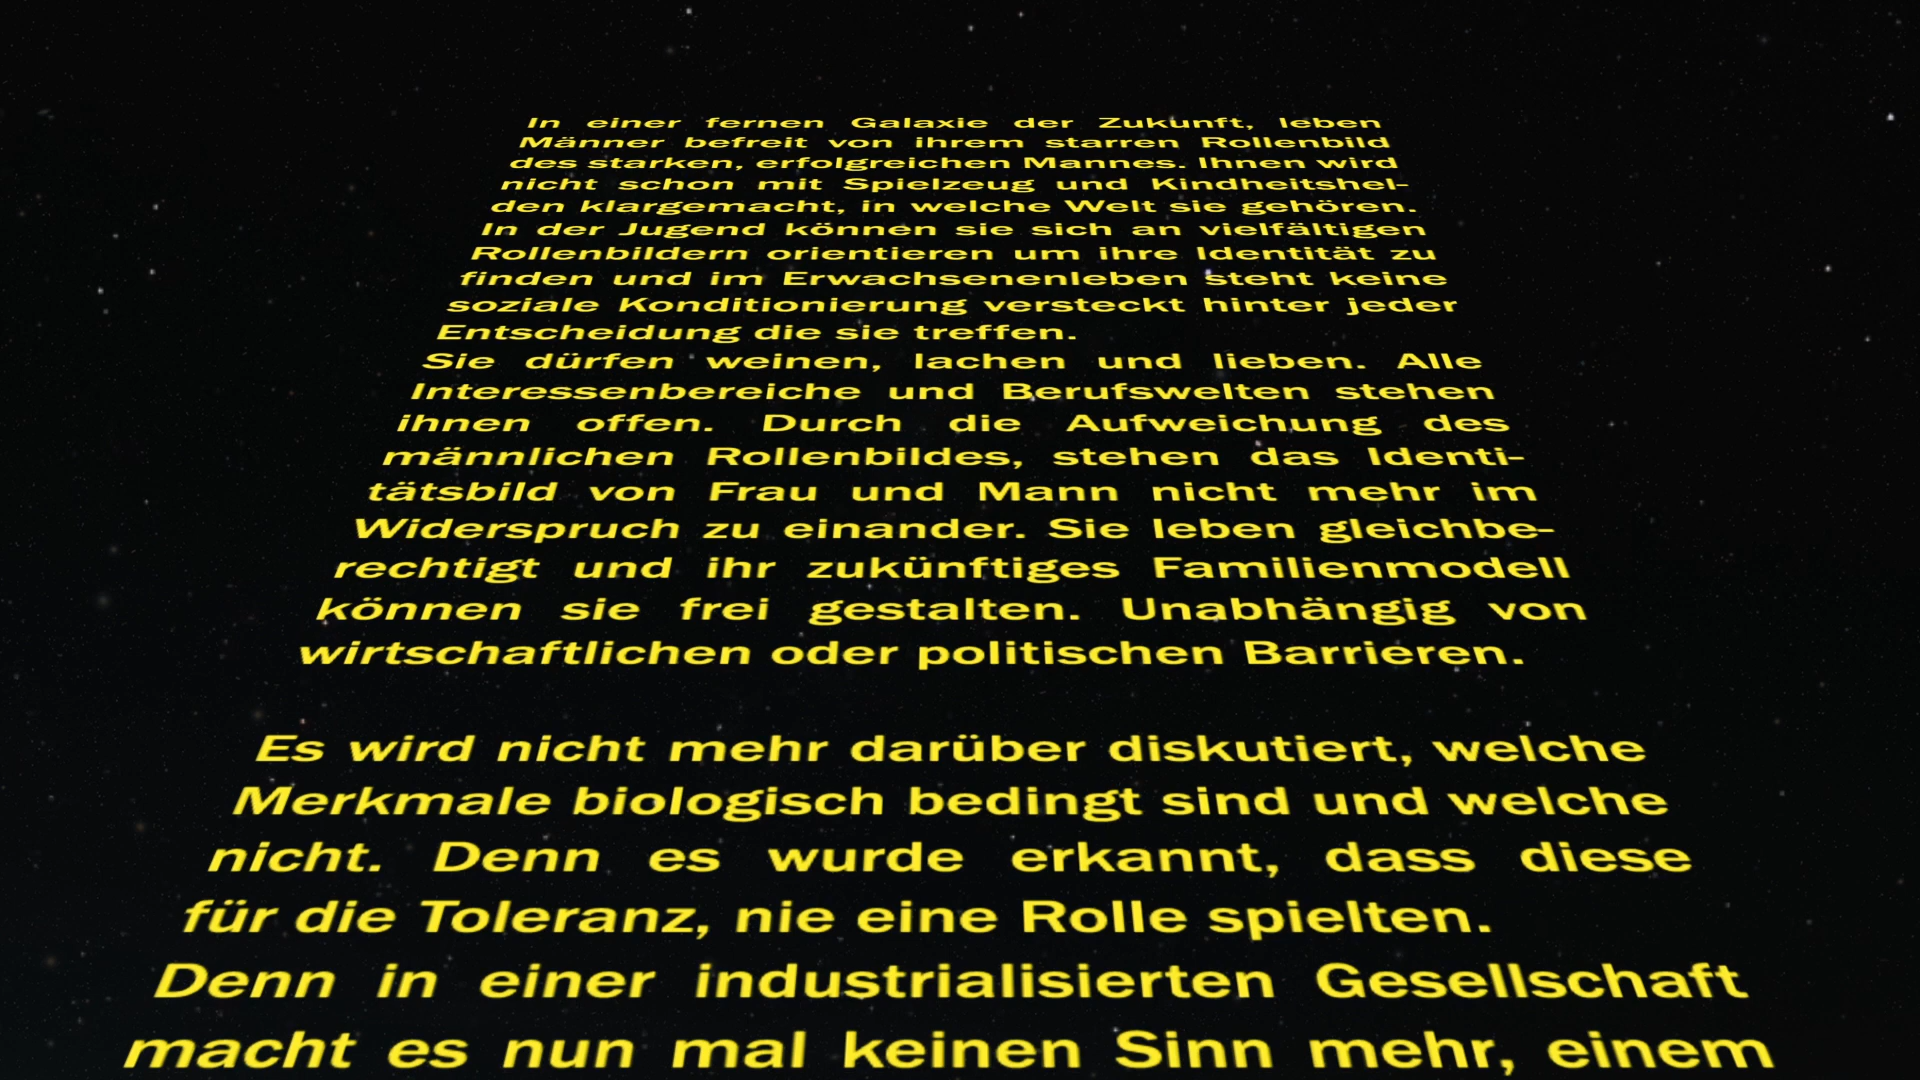 In einer fernen Galaxie der Zukunft, leben
Männer befreit von ihrem starren Rollenbild
des starken, erfolgreichen Mannes. Ihnen wird
nicht schon mit Spielzeug und Kindheitshel-
den klargemacht, in welche Welt sie gehören.
In der Jugend können sie sich an vielfältigen
Rollenbildern orientieren um ihre Identität zu
finden und im Erwachsenenleben steht keine
soziale Konditionierung versteckt hinter jeder
Entscheidung die sie treffen.
Sie dürfen weinen, lachen und lieben. Alle
Interessenbereiche und Berufswelten stehen
ihnen offen. Durch die Aufweichung des
männlichen Rollenbildes, stehen das Identi-
tätsbild von Frau und Mann nicht mehr im
Widerspruch zu einander. Sie leben gleichbe-
rechtigt und ihr zukünftiges Familienmodell
können sie frei gestalten. Unabhängig von
wirtschaftlichen oder politischen Barrieren.
Es wird nicht mehr darüber diskutiert, welche
Merkmale biologisch bedingt sind und welche
nicht. Denn es wurde erkannt, dass diese
für die Toleranz, nie eine Rolle spielten.
Denn in einer industrialisierten Gesellschaft
macht es nun mal keinen Sinn mehr, einem